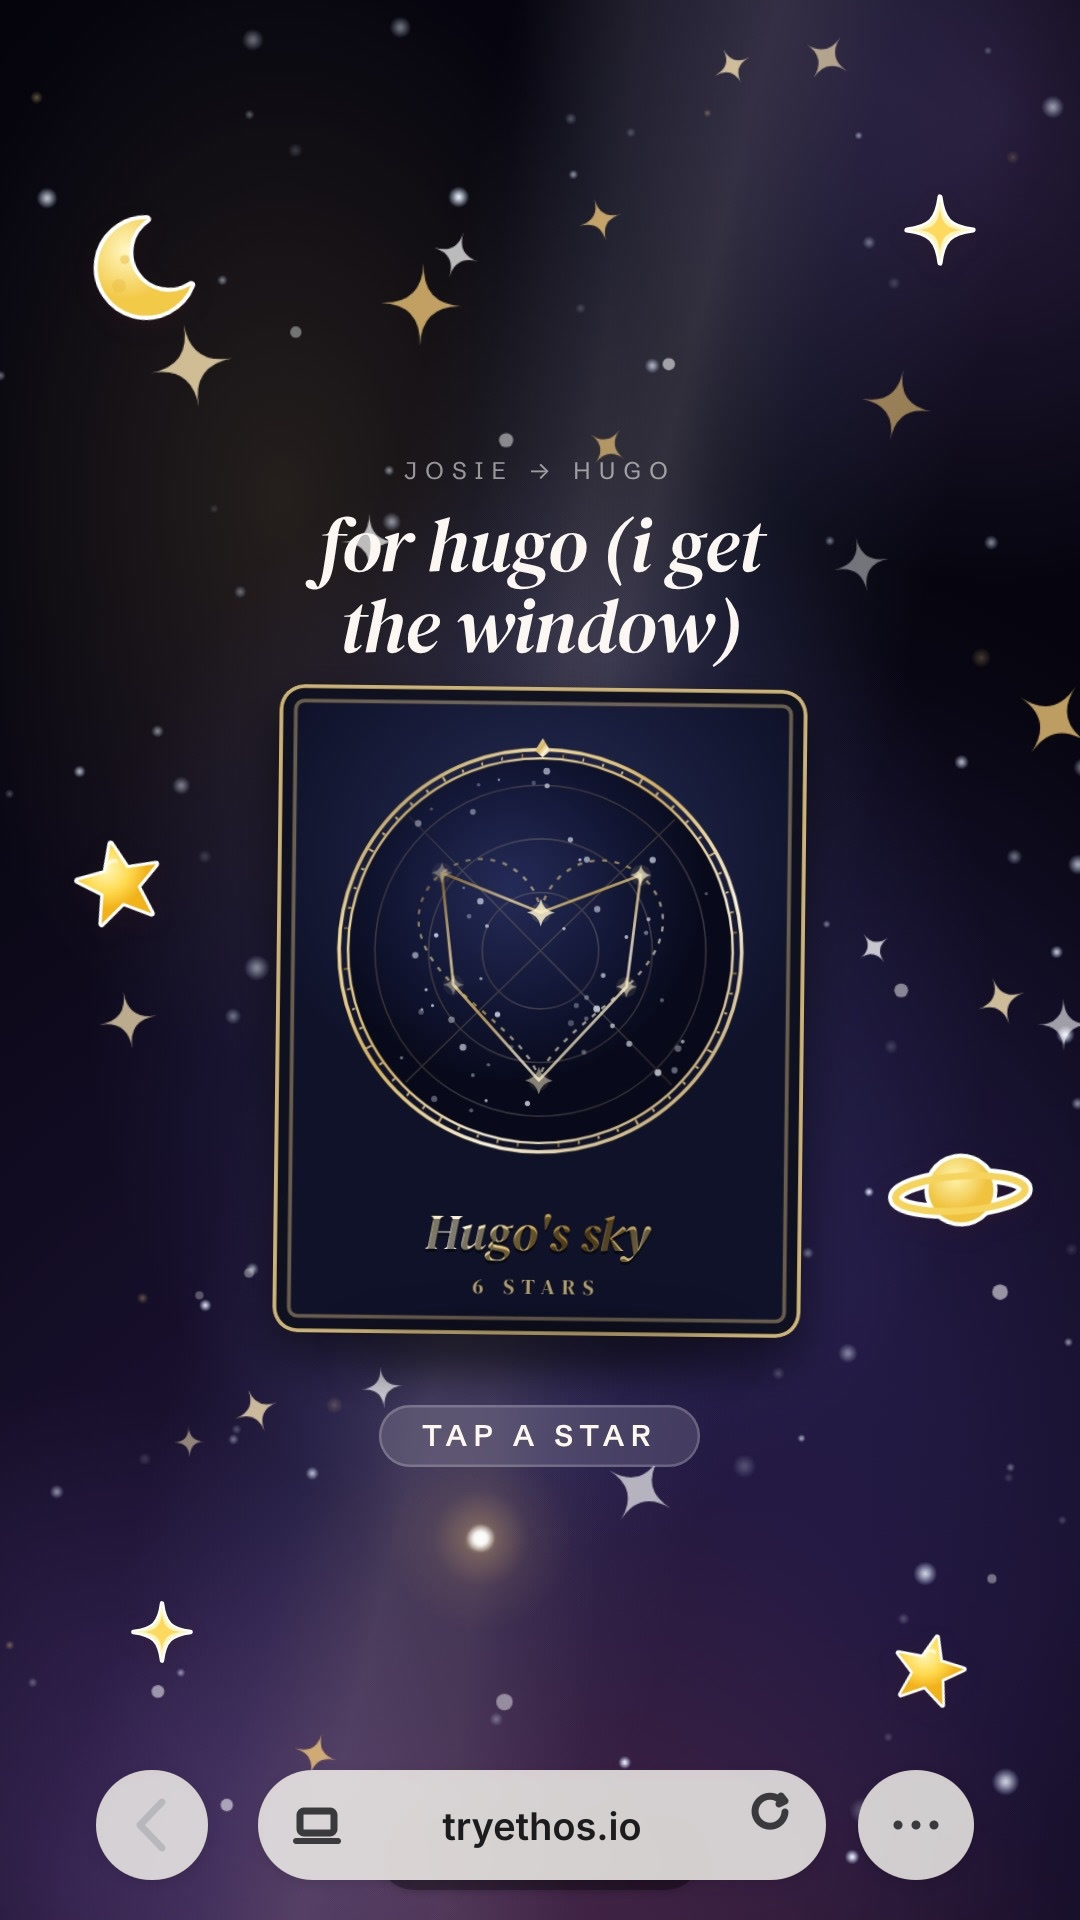 JOSIE → HUGO
for hugo (i get
the window)
Hugo's sky
6 STARS
TAP A STAR
tryethos.io